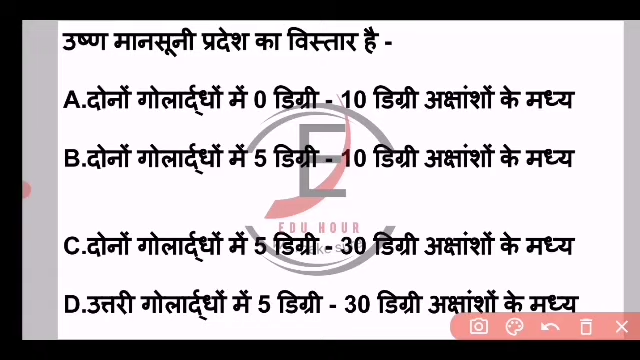 उष्ण मानसूनी प्रदेश का विस्तार है -
A.दोनों गोलार्द्धों में 0 डिग्री - 10 डिग्री अक्षांशों के मध्य
B.दोनों गोलार्द्धों में 5 डिग्री - 10 डिग्री अक्षांशों के मध्य
EDU HOUR
C.दोनों गोलार्द्धों में 5 डिग्री - 30 डिग्री अक्षांशों के मध्य
D.उत्तरी गोलार्द्धों में 5 डिग्री - 30 डिग्री अक्षांशों के मध्य